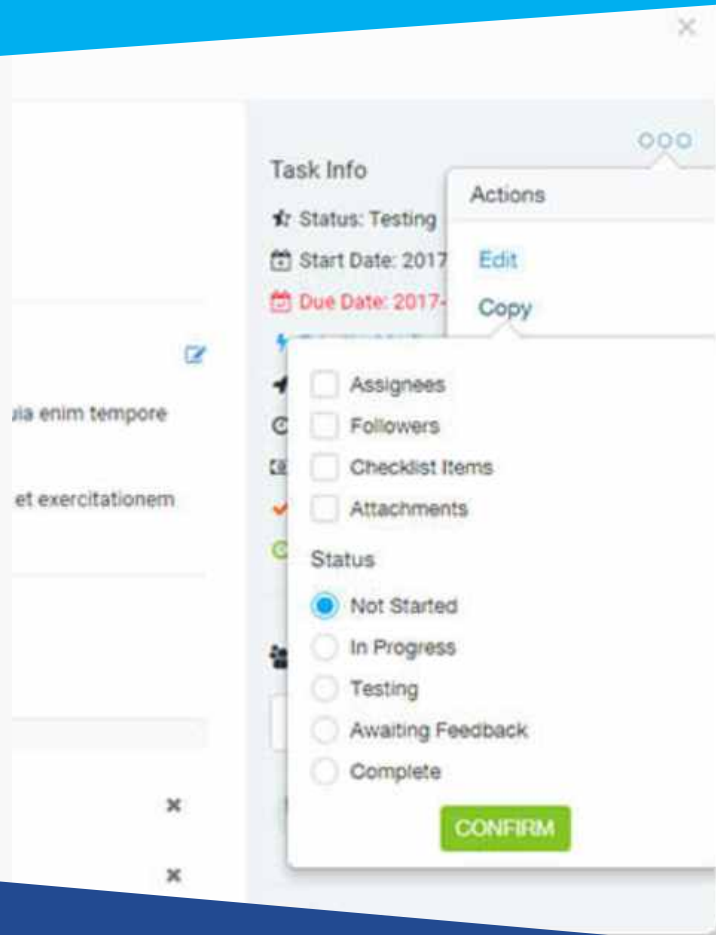 Task Info
Actions
Status: Testing
Start Date: 2017
Edit
Due Date: 2017-
Copy
Assignees
uia enim tempore
Followers
Checklist Items
et exercitationem
Attachments
Status
Not Started
In Progress
Testing
Awaiting Feedback
Complete
CONFIRM